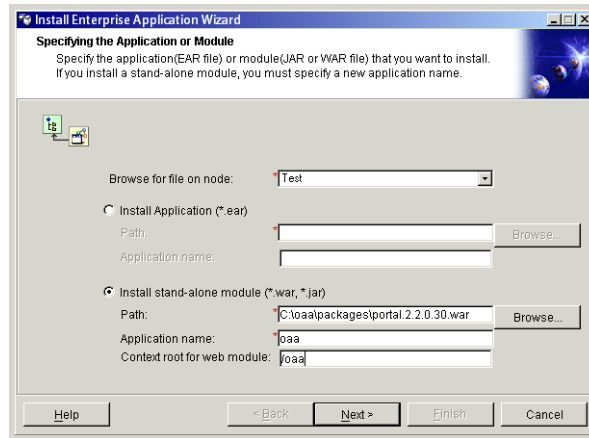 Install Enterprise Application Wizard
Specifying the Application or Module
Specify the application(EAR file) or module(JAR or WAR file) that you want to install.
If you install a stand-alone module, you must specify a new application name.
Browse for file on node: *Test
Install Application (*.ear)
Path: * Browse...
Application name:
Install stand-alone module (*.war, *.jar)
Path: *C:\oaa\packages\portal.2.2.0.30.war Browse...
Application name: *oaa
Context root for web module: /oaa
Help < Back Next > Finish Cancel